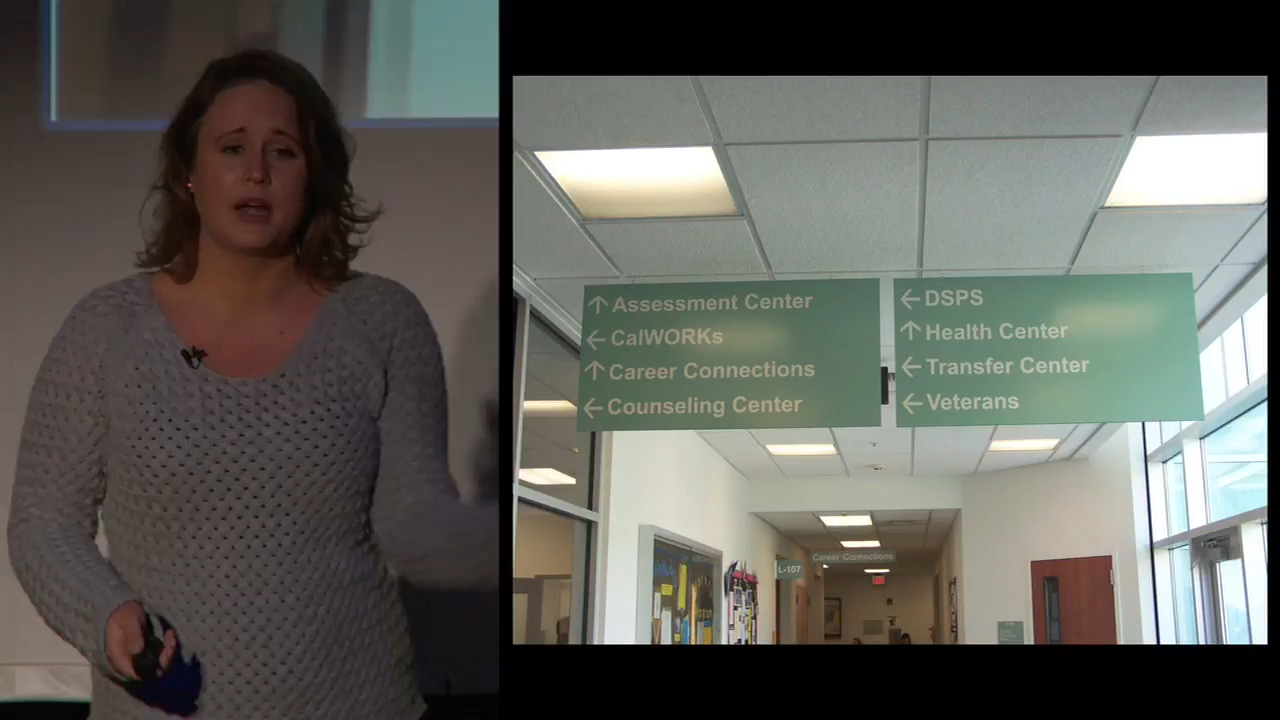 ↑ Assessment Center
← CalWORKs
↑ Career Connections
← Counseling Center
← DSPS
↑ Health Center
← Transfer Center
← Veterans
Career Connections
L-107